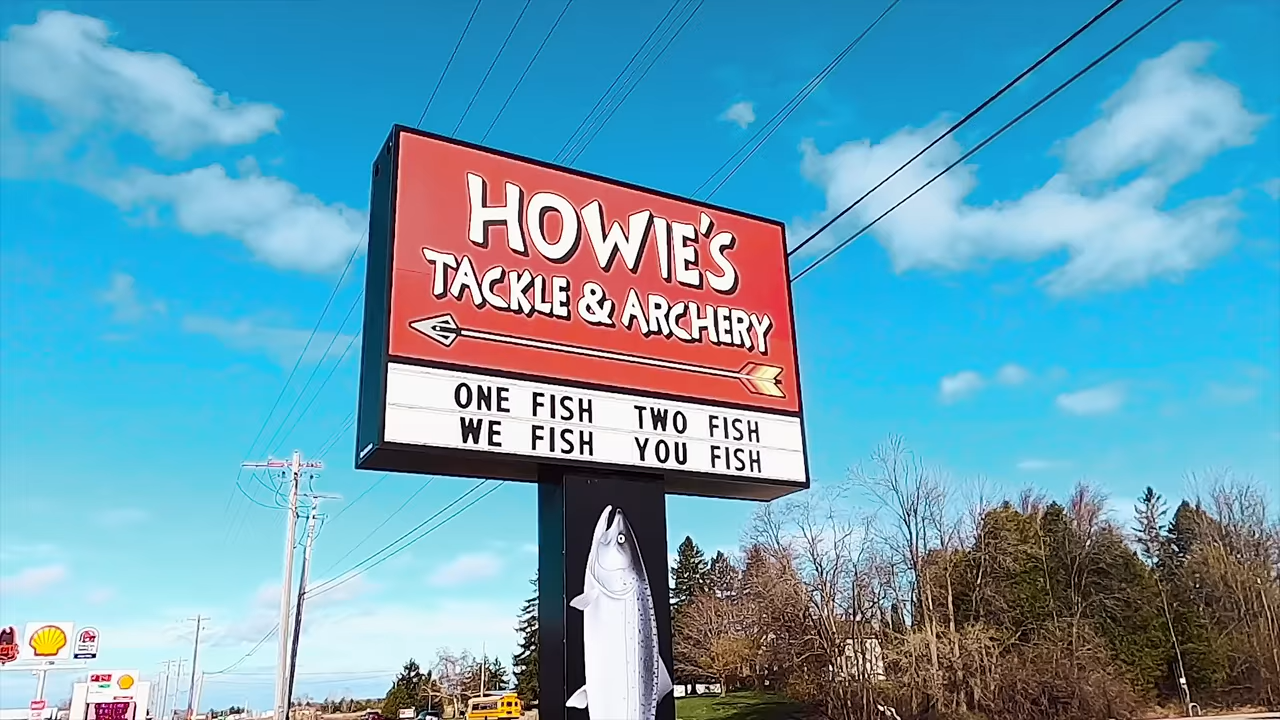 HOWIE'S
TACKLE & ARCHERY
ONE FISH TWO FISH
WE FISH YOU FISH